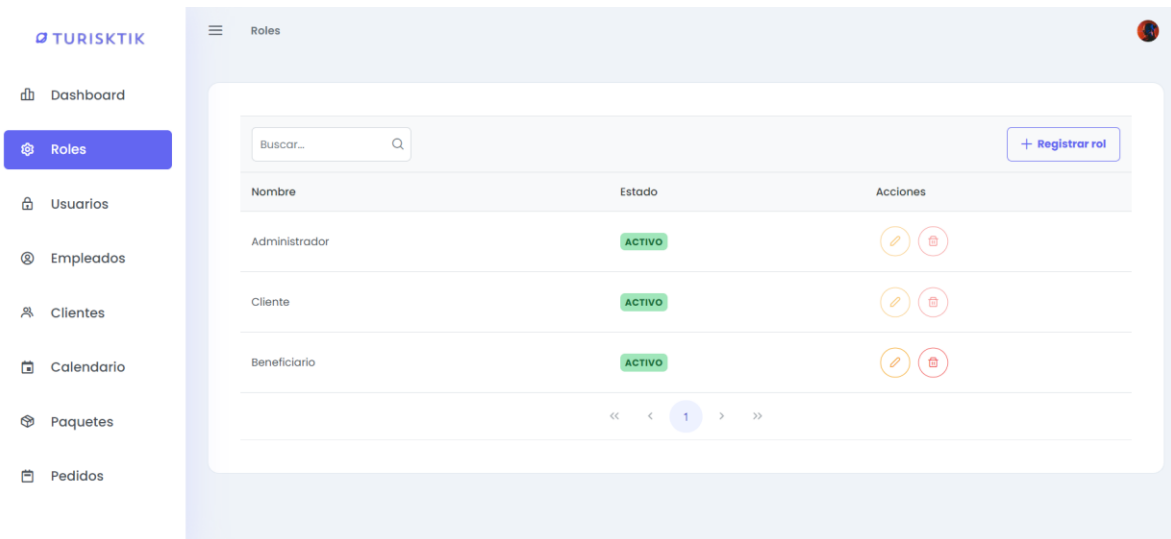 TURISKTIK
Dashboard
Roles
Usuarios
Empleados
Clientes
Calendario
Paquetes
Pedidos
Roles
Buscar...
+ Registrar rol
Nombre Estado Acciones
Administrador ACTIVO
Cliente ACTIVO
Beneficiario ACTIVO
<< < 1 > >>